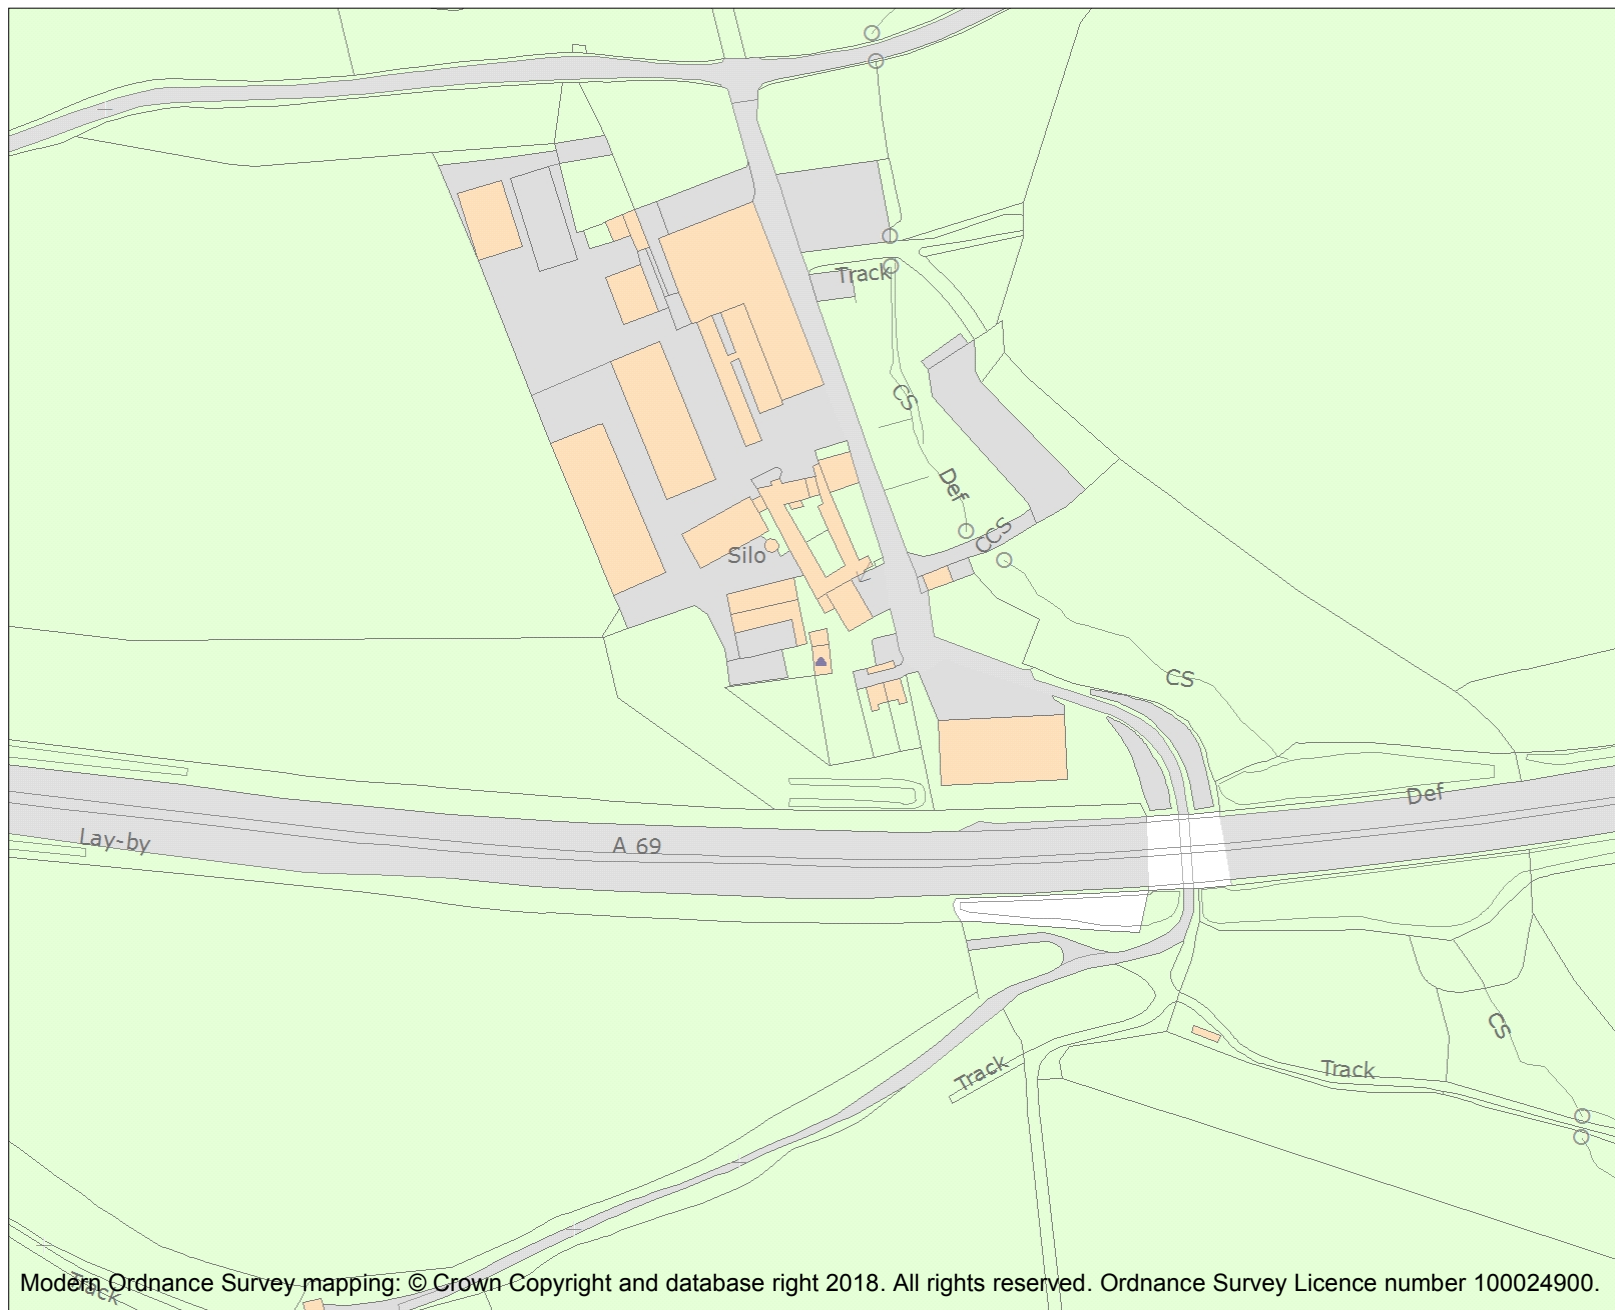 Track
CS
Def
CCS
Silo
CS
Def
Lay-by
A 69
CS
Track
Track
Track
Modern Ordnance Survey mapping: © Crown Copyright and database right 2018. All rights reserved. Ordnance Survey Licence number 100024900.